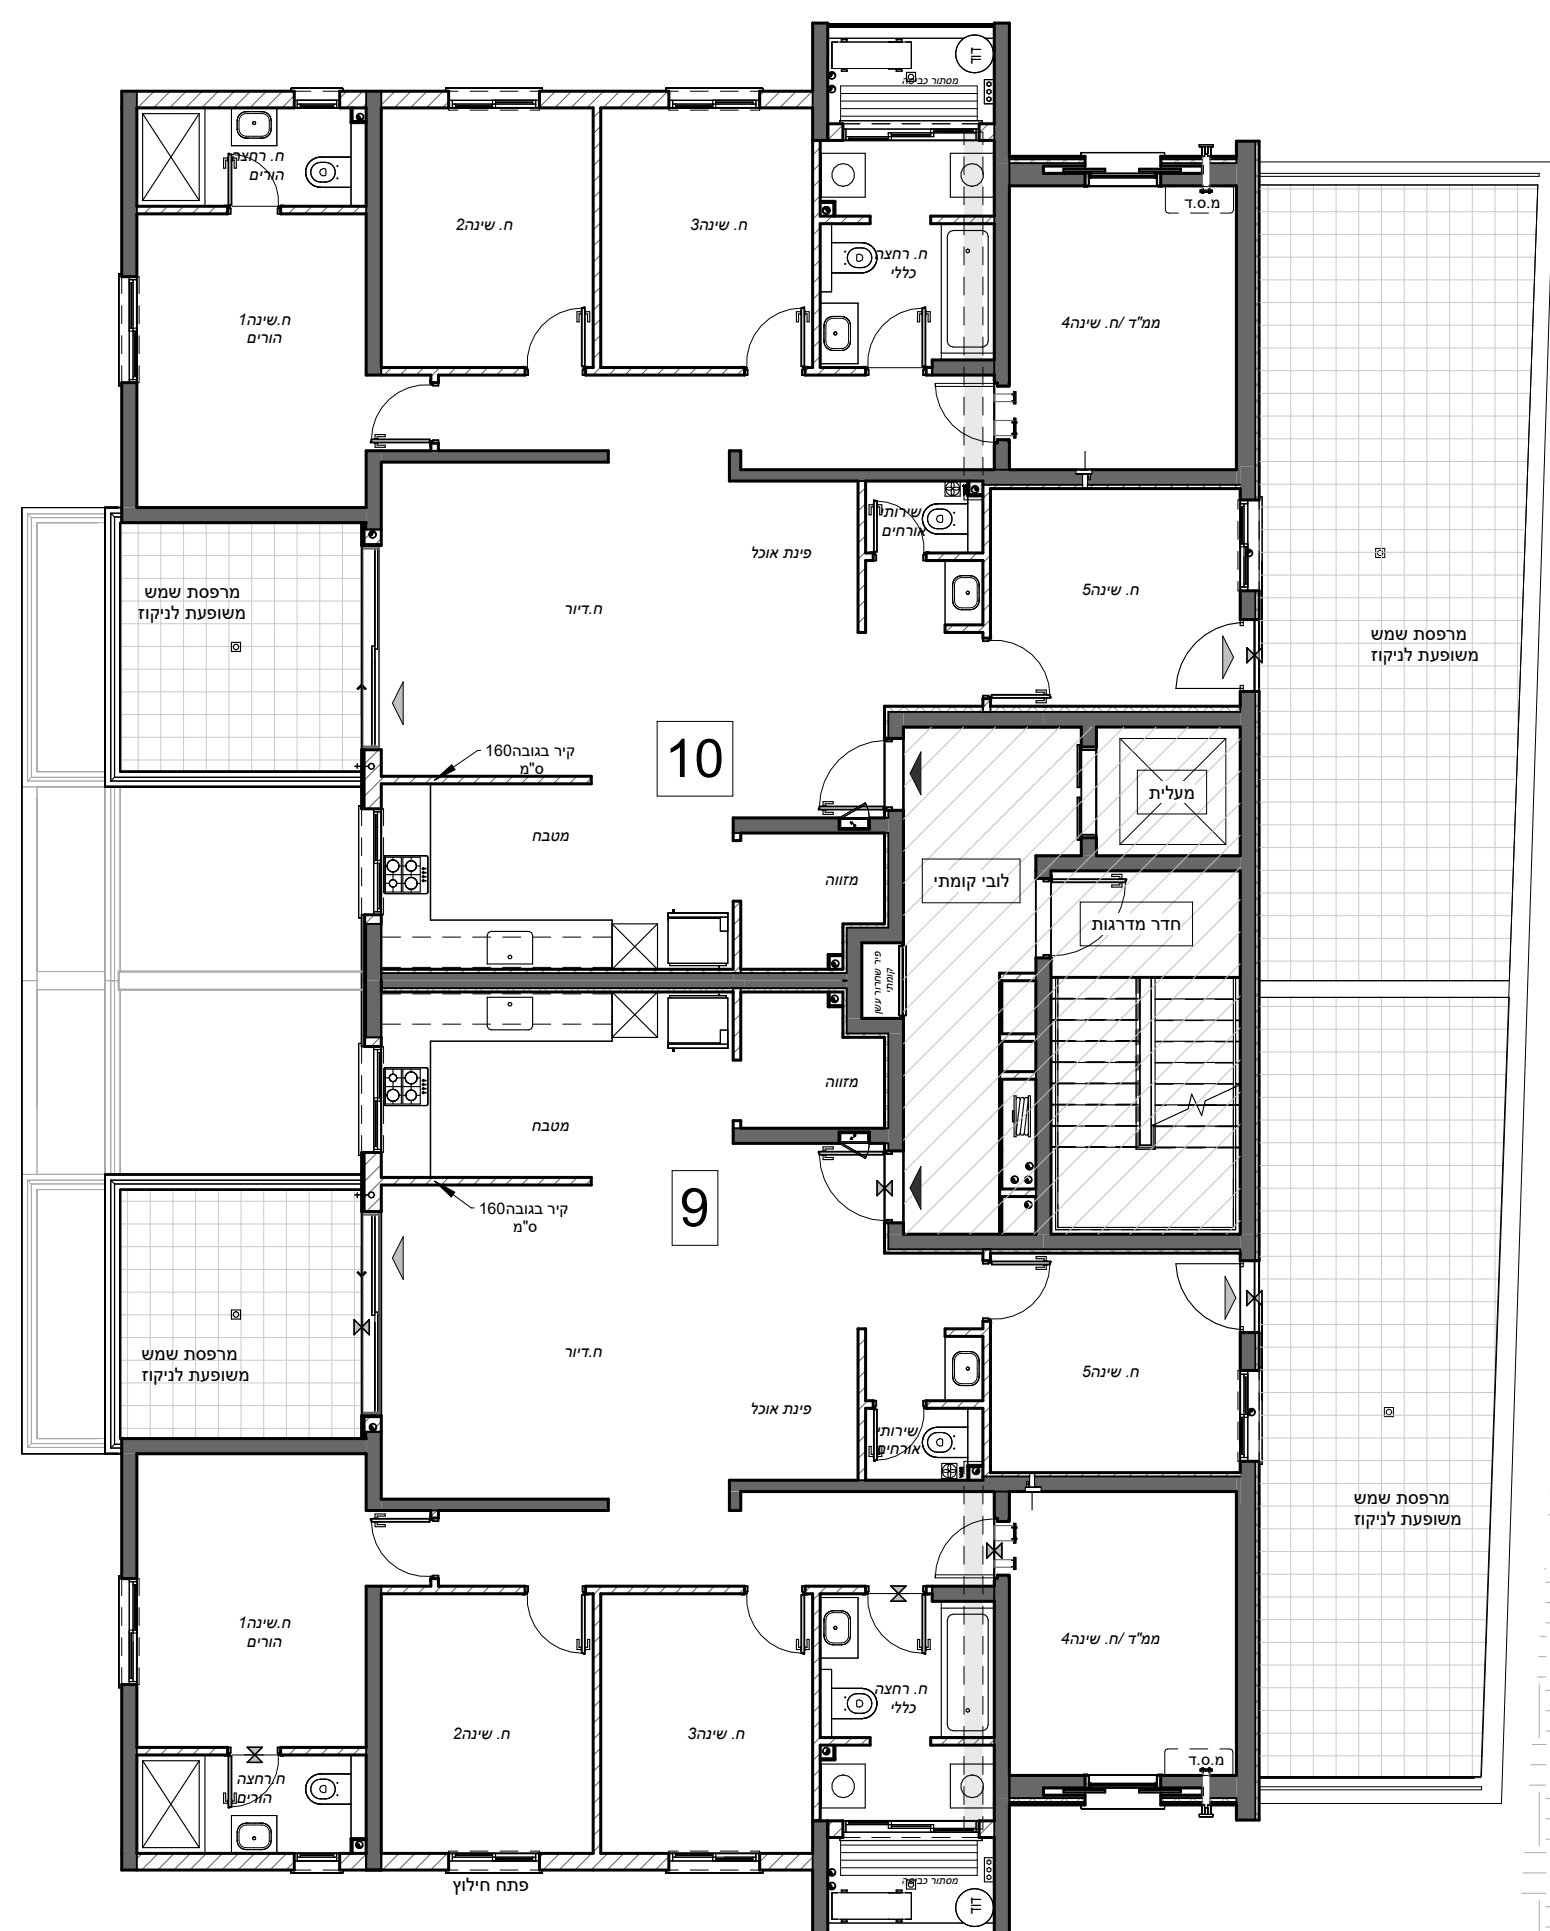 דוד
מסתור כביסה
ח. רחצה
הורים
מ.ס.ד
ח. שינה2
ח. שינה3
ח. רחצה
כללי
ח.שינה1
הורים
ממ"ד /ח. שינה4
שירותי
אורחים
פינת אוכל
ח.דיור
ח. שינה5
מרפסת שמש
משופעת לניקוז
מרפסת שמש
משופעת לניקוז
10
קיר בגובה160
ס"מ
מעלית
מטבח
מזווה
לובי קומתי
חדר מדרגות
פיר שחרור עשן
קומתי
מזווה
מטבח
9
קיר בגובה160
ס"מ
ח.דיור
מרפסת שמש
משופעת לניקוז
ח. שינה5
פינת אוכל
שירותי
אורחים
מרפסת שמש
משופעת לניקוז
ח.שינה1
הורים
ממ"ד /ח. שינה4
ח. רחצה
כללי
ח. שינה2
ח. שינה3
מ.ס.ד
ח.רחצה
הורים
פתח חילוץ
מסתור כביסה
דוד